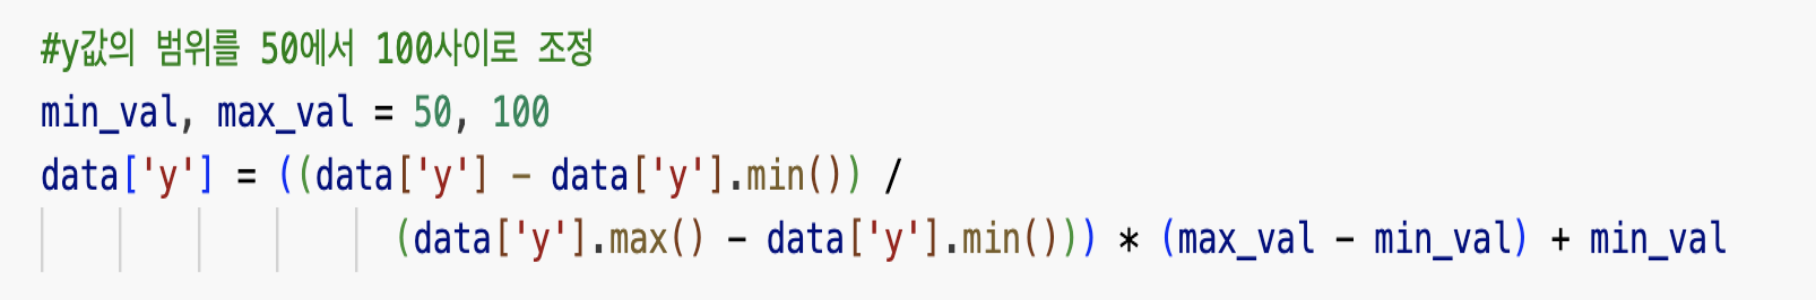 #y값의 범위를 50에서 100사이로 조정
min_val, max_val = 50, 100
data['y'] = ((data['y'] - data['y'].min()) /
(data['y'].max() - data['y'].min())) * (max_val - min_val) + min_val